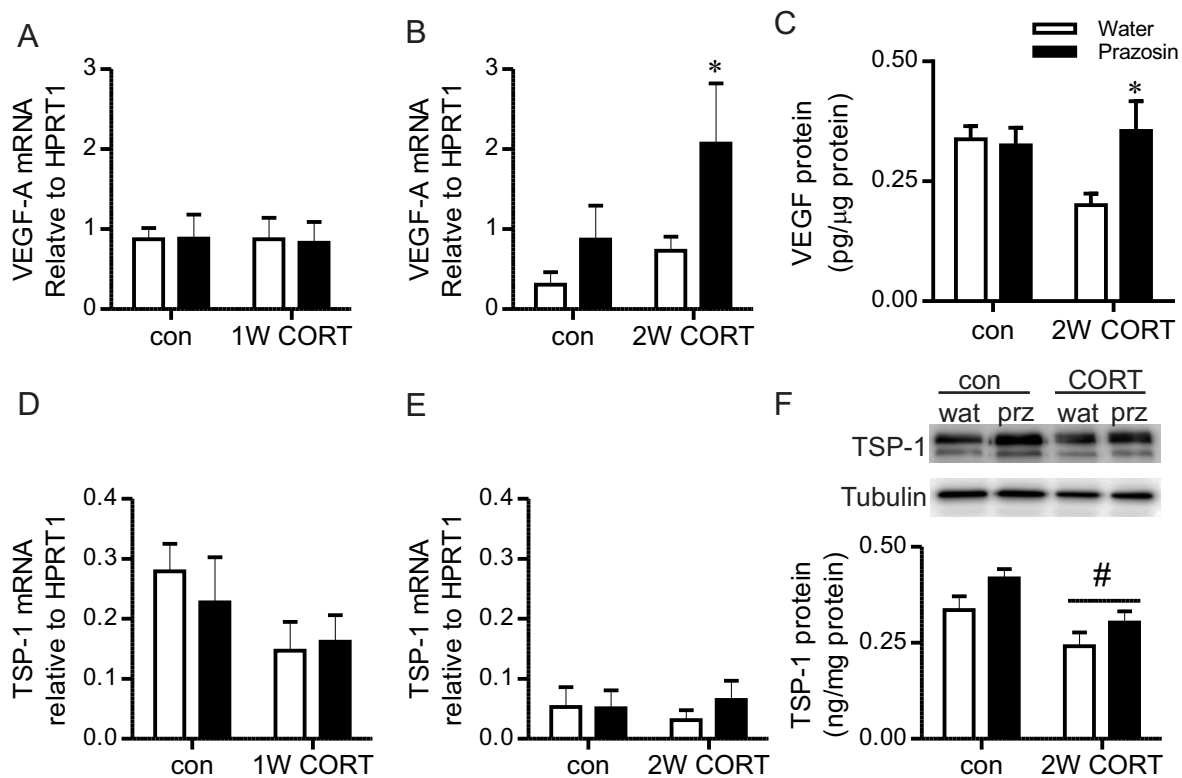 A
VEGF-A mRNA
Relatve to HPRT1
3
2
1
0
con
1W CORT
B
VEGF-A mRNA
Relatve to HPRT1
3
2
1
0
*
con
2W CORT
C
Water
Prazosin
VEGF protein
(pg/µg protein)
0.50
0.25
0.00
*
con
2W CORT
D
TSP-1 mRNA
relative to HPRT1
0.4
0.3
0.2
0.1
0.0
con
1W CORT
E
TSP-1 mRNA
relative to HPRT1
0.4
0.3
0.2
0.1
0.0
con
2W CORT
F
con CORT
wat prz wat prz
TSP-1
Tubulin
TSP-1 protein
(ng/mg protein)
0.50
0.25
0.00
#
con
2W CORT